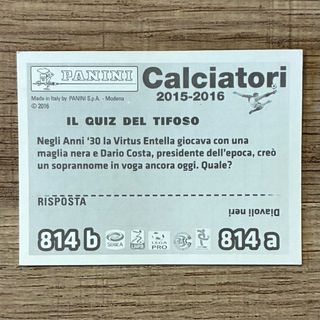 PANINI
Calciatori
2015-2016
Made in Italy by PANINI S.p.A. - Modena
© 2016
IL QUIZ DEL TIFOSO
Negli Anni '30 la Virtus Entella giocava con una
maglia nera e Dario Costa, presidente dell'epoca, creò
un soprannome in voga ancora oggi. Quale?
RISPOSTA
Diavoli neri
814 b
LEGA
PRO
814 a